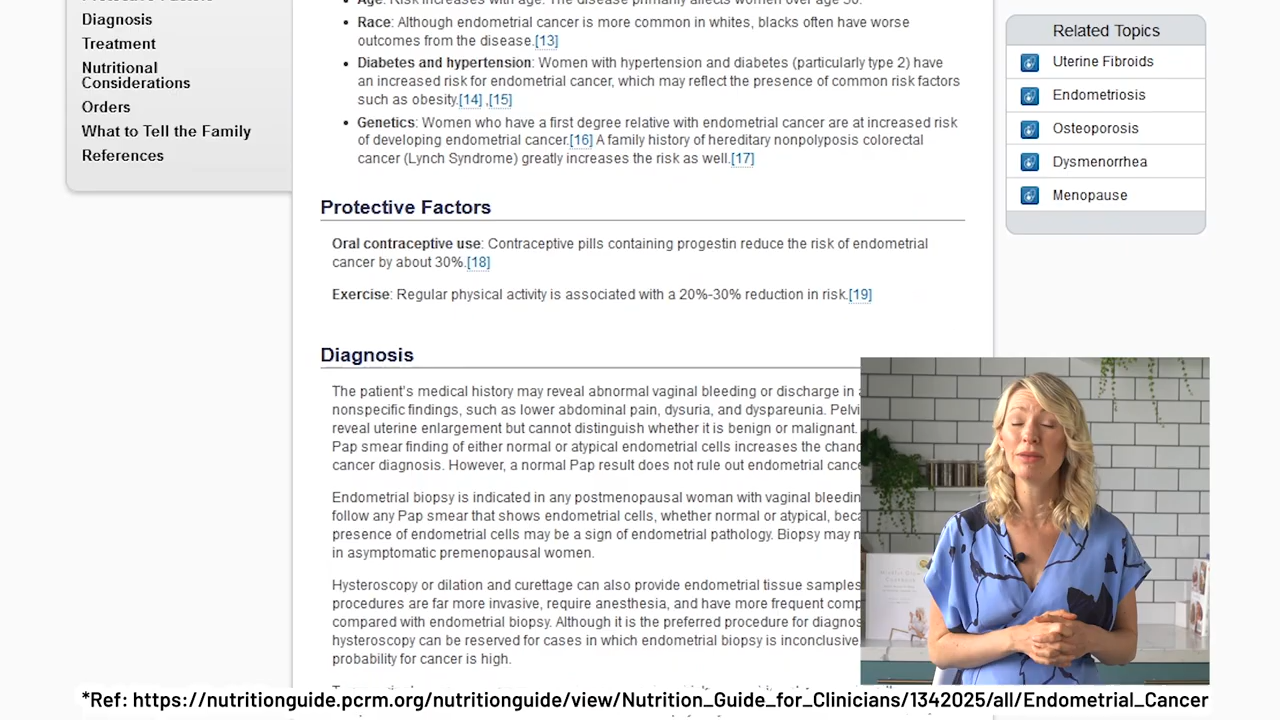 Diagnosis
Treatment
Nutritional
Considerations
Orders
What to Tell the Family
References
Age: Risk increases with age. The disease primarily affects women over age 50.
Race: Although endometrial cancer is more common in whites, blacks often have worse
outcomes from the disease.[13]
Diabetes and hypertension: Women with hypertension and diabetes (particularly type 2) have
an increased risk for endometrial cancer, which may reflect the presence of common risk factors
such as obesity.[14] ,[15]
Genetics: Women who have a first degree relative with endometrial cancer are at increased risk
of developing endometrial cancer.[16] A family history of hereditary nonpolyposis colorectal
cancer (Lynch Syndrome) greatly increases the risk as well.[17]
Protective Factors
Oral contraceptive use: Contraceptive pills containing progestin reduce the risk of endometrial
cancer by about 30%.[18]
Exercise: Regular physical activity is associated with a 20%-30% reduction in risk.[19]
Diagnosis
The patient's medical history may reveal abnormal vaginal bleeding or discharge in
nonspecific findings, such as lower abdominal pain, dysuria, and dyspareunia.
reveal uterine enlargement but cannot distinguish whether it is benign or malignant.
Pap smear finding of either normal or atypical endometrial cells increases the
cancer diagnosis. However, a normal Pap result does not rule out endometrial
Endometrial biopsy is indicated in any postmenopausal woman with vaginal
follow any Pap smear that shows endometrial cells, whether normal or atypical,
presence of endometrial cells may be a sign of endometrial pathology. Biopsy may
in asymptomatic premenopausal women.
Hysteroscopy or dilation and curettage can also provide endometrial tissue samples
procedures are far more invasive, require anesthesia, and have more frequent
compared with endometrial biopsy. Although it is the preferred procedure for
hysteroscopy can be reserved for cases in which endometrial biopsy is inconclusive
probability for cancer is high.
Related Topics
Uterine Fibroids
Endometriosis
Osteoporosis
Dysmenorrhea
Menopause
*Ref: https://nutritionguide.pcrm.org/nutritionguide/view/Nutrition_Guide_for_Clinicians/1342025/all/Endometrial_Cancer